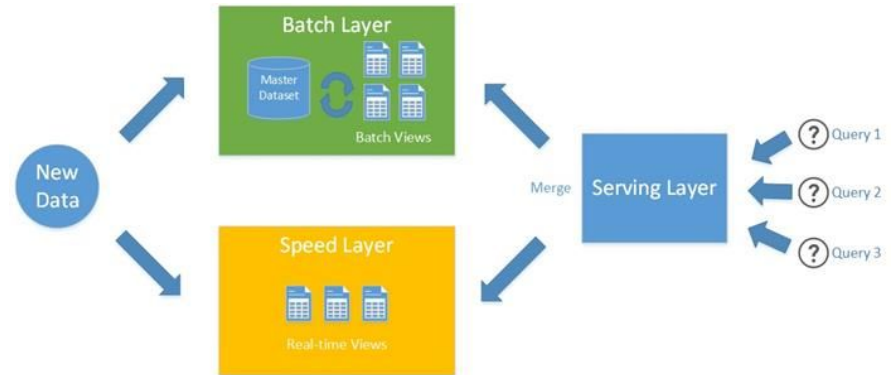 Batch Layer
Master
Dataset
Batch Views
New
Data
Speed Layer
Real-time Views
Merge
Serving Layer
? Query 1
? Query 2
? Query 3